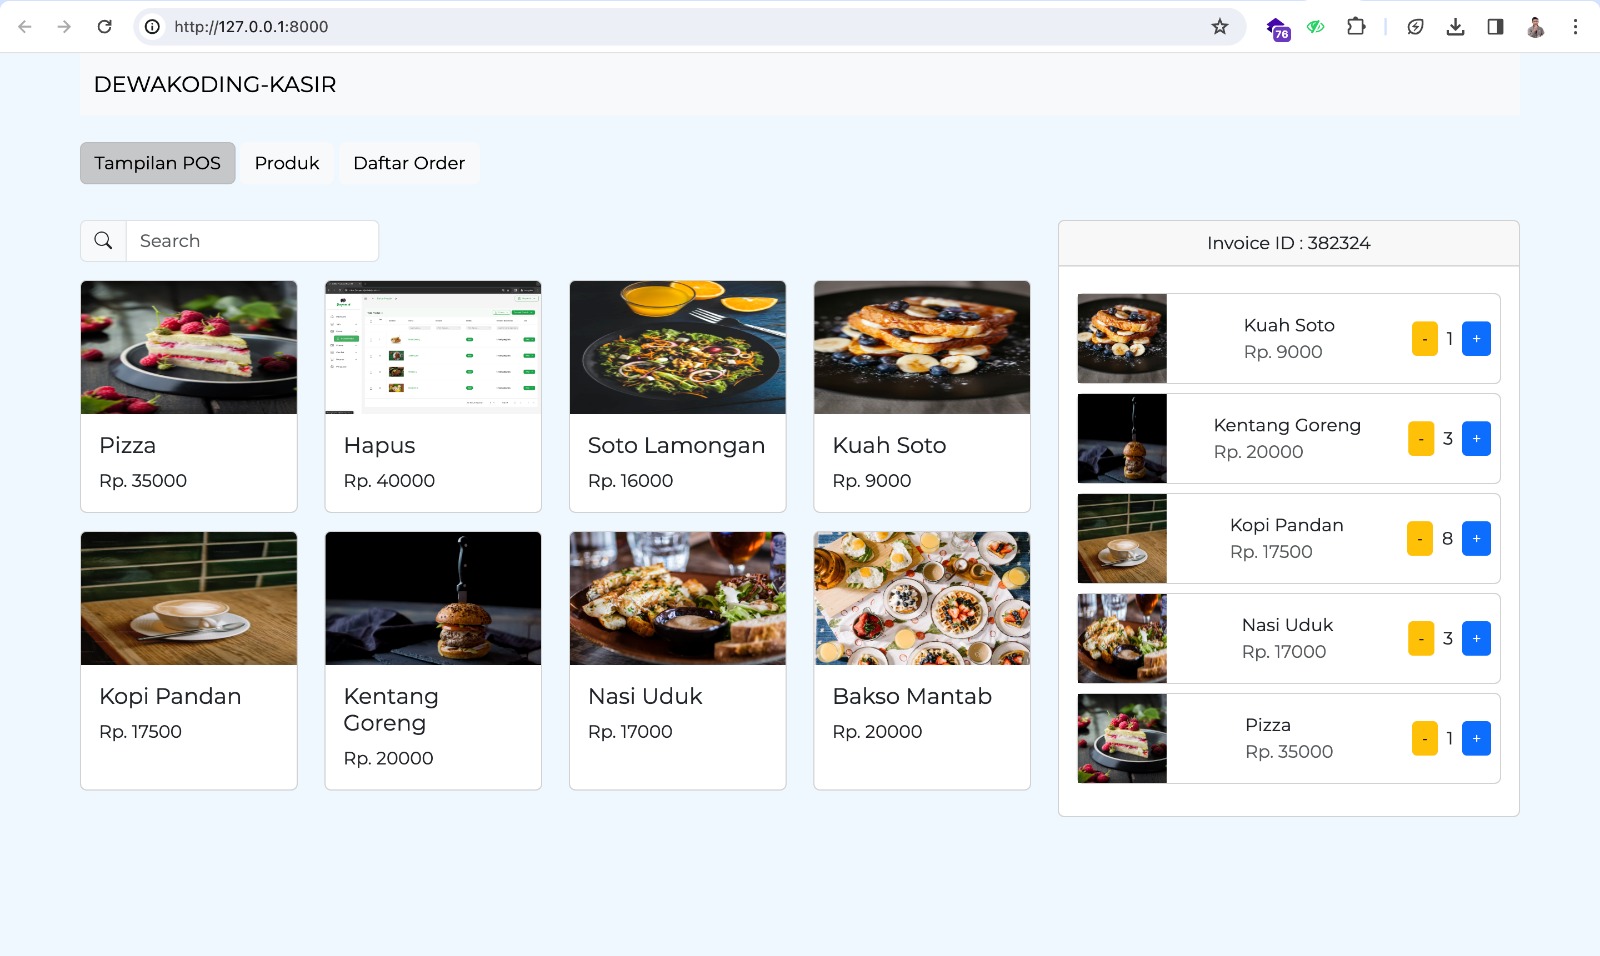 http://127.0.0.1:8000
76
DEWAKODING-KASIR
Tampilan POS
Produk
Daftar Order
Search
Pizza
Rp. 35000
Hapus
Rp. 40000
Soto Lamongan
Rp. 16000
Kuah Soto
Rp. 9000
Kopi Pandan
Rp. 17500
Kentang
Goreng
Rp. 20000
Nasi Uduk
Rp. 17000
Bakso Mantab
Rp. 20000
Invoice ID : 382324
Kuah Soto
Rp. 9000
- 1 +
Kentang Goreng
Rp. 20000
- 3 +
Kopi Pandan
Rp. 17500
- 8 +
Nasi Uduk
Rp. 17000
- 3 +
Pizza
Rp. 35000
- 1 +